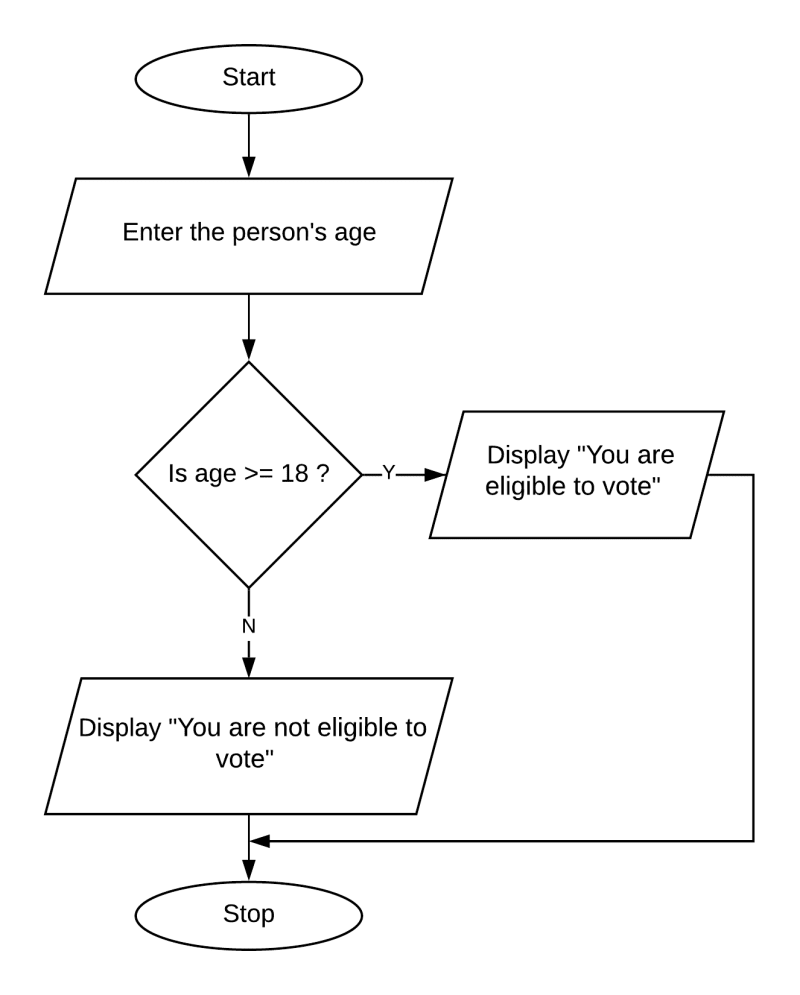 Start
Enter the person's age
Is age >= 18 ?
Y
Display "You are
eligible to vote"
N
Display "You are not eligible to
vote"
Stop